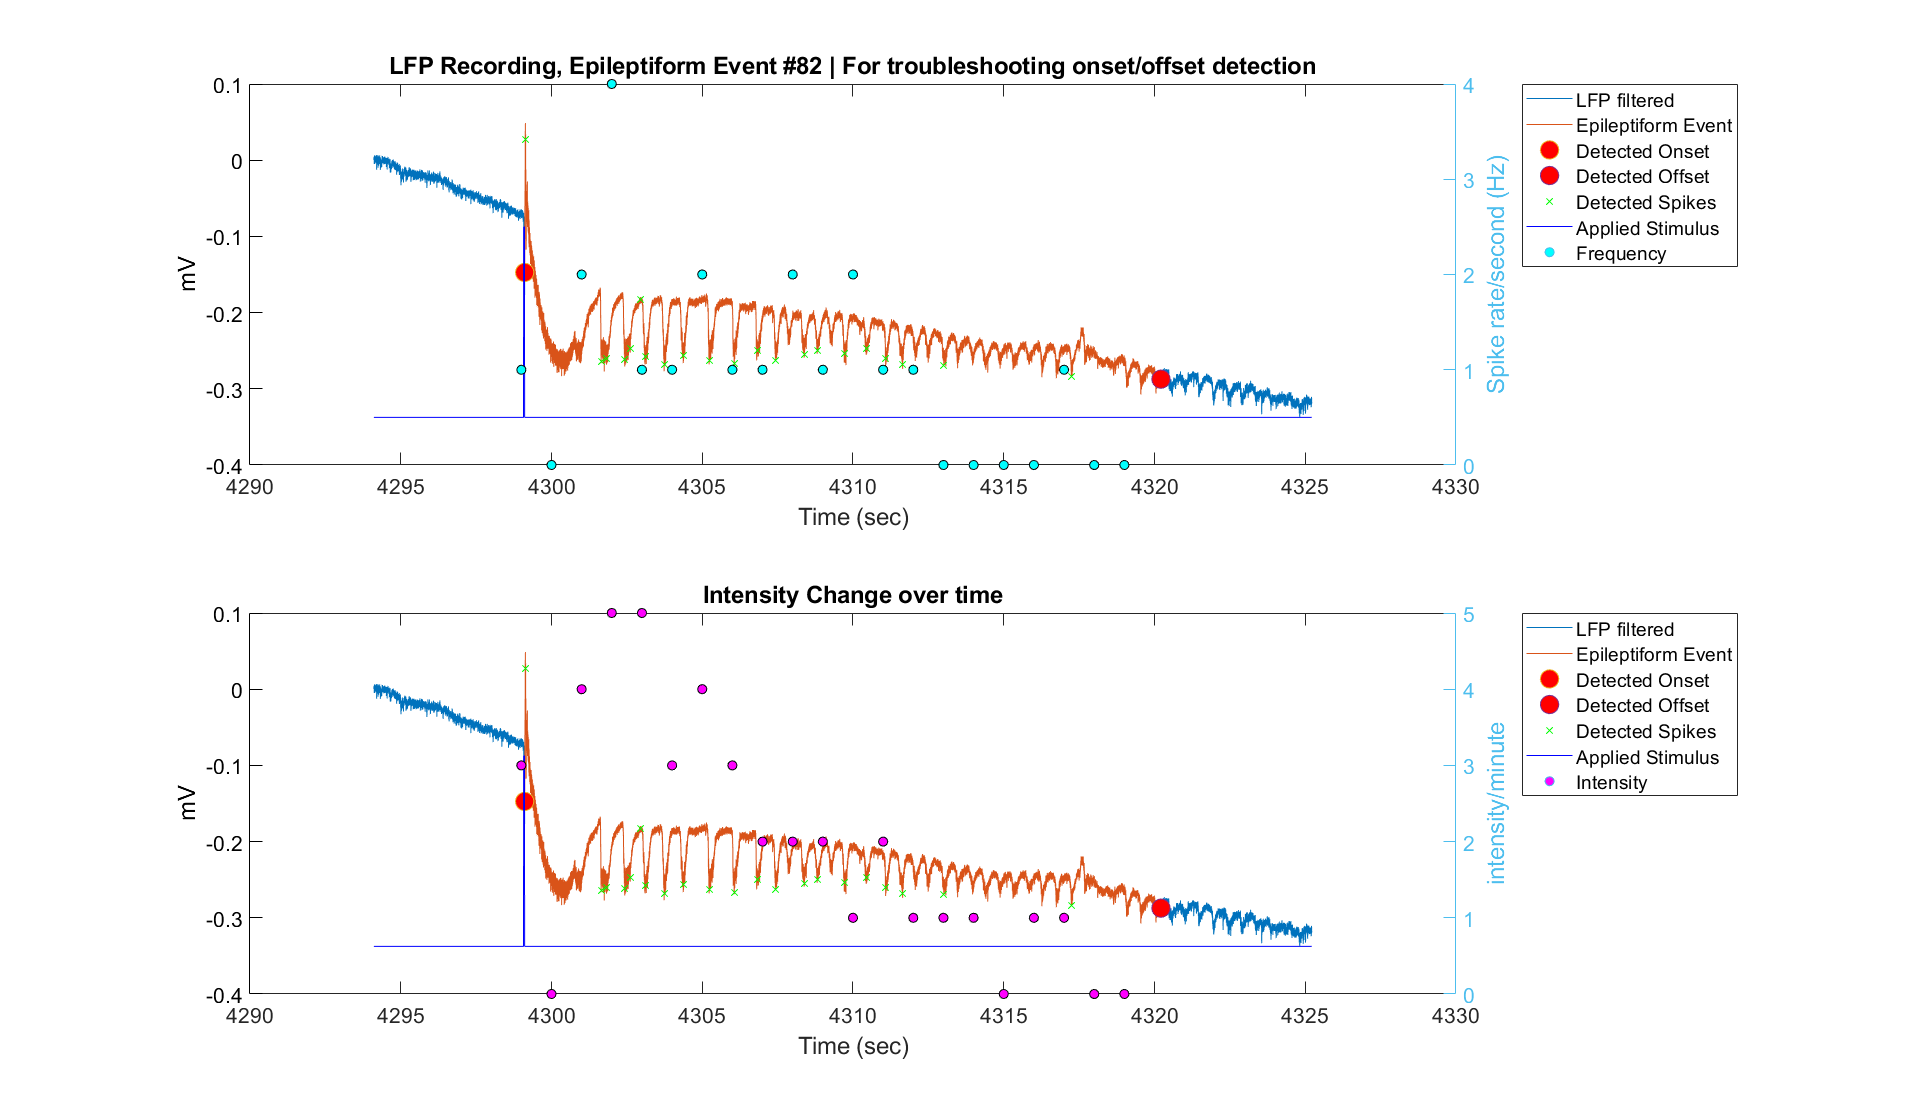 LFP Recording, Epileptiform Event #82 | For troubleshooting onset/offset detection
0.1
0
-0.1
-0.2
-0.3
-0.4
mV
4290 4295 4300 4305 4310 4315 4320 4325 4330
Time (sec)
4
3
2
1
0
Spike rate/second (Hz)
LFP filtered
Epileptiform Event
Detected Onset
Detected Offset
Detected Spikes
Applied Stimulus
Frequency
Intensity Change over time
0.1
0
-0.1
-0.2
-0.3
-0.4
mV
4290 4295 4300 4305 4310 4315 4320 4325 4330
Time (sec)
5
4
3
2
1
0
intensity/minute
LFP filtered
Epileptiform Event
Detected Onset
Detected Offset
Detected Spikes
Applied Stimulus
Intensity